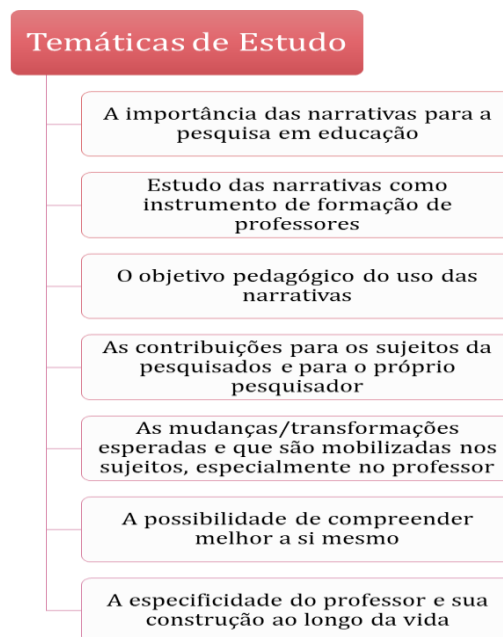 Temáticas de Estudo
A importância das narrativas para a
pesquisa em educação
Estudo das narrativas como
instrumento de formação de
professores
O objetivo pedagógico do uso das
narrativas
As contribuições para os sujeitos da
pesquisados e para o próprio
pesquisador
As mudanças/transformações
esperadas e que são mobilizadas nos
sujeitos, especialmente no professor
A possibilidade de compreender
melhor a si mesmo
A especificidade do professor e sua
construção ao longo da vida